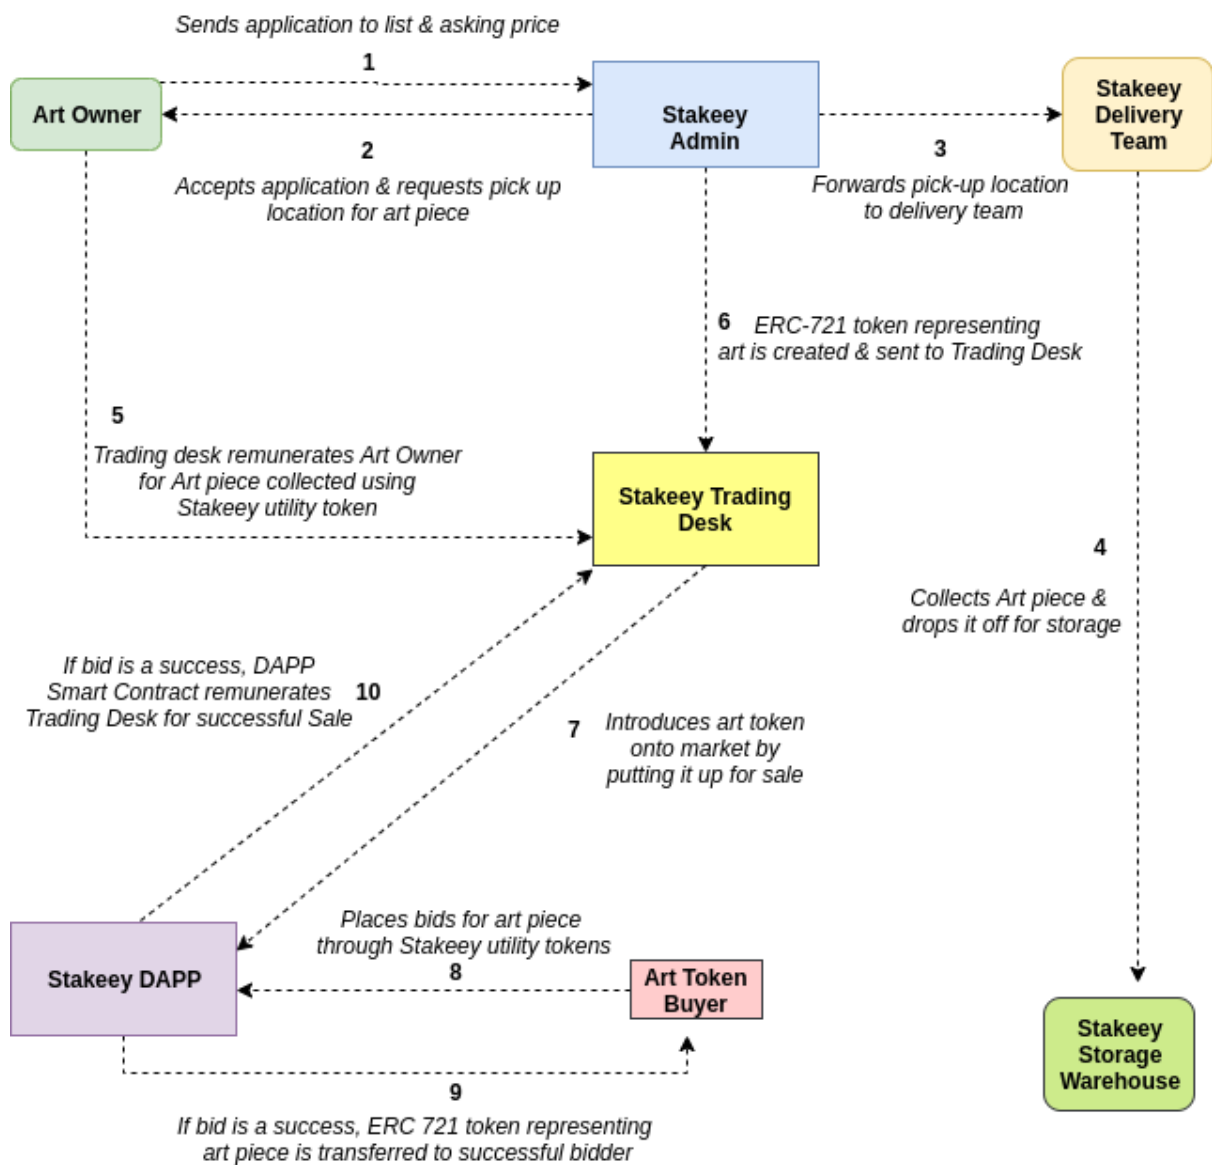 Sends application to list & asking price
1
Art Owner
Stakeey
Admin
Stakeey
Delivery
Team
2
Accepts application & requests pick up
location for art piece
3
Forwards pick-up location
to delivery team
6 ERC-721 token representing
art is created & sent to Trading Desk
5
Trading desk remunerates Art Owner
for Art piece collected using
Stakeey utility token
Stakeey Trading
Desk
4
Collects Art piece &
drops it off for storage
If bid is a success, DAPP
Smart Contract remunerates
Trading Desk for successful Sale
10
7
Introduces art token
onto market by
putting it up for sale
Places bids for art piece
through Stakeey utility tokens
8
Stakeey DAPP
Art Token
Buyer
Stakeey
Storage
Warehouse
9
If bid is a success, ERC 721 token representing
art piece is transferred to successful bidder